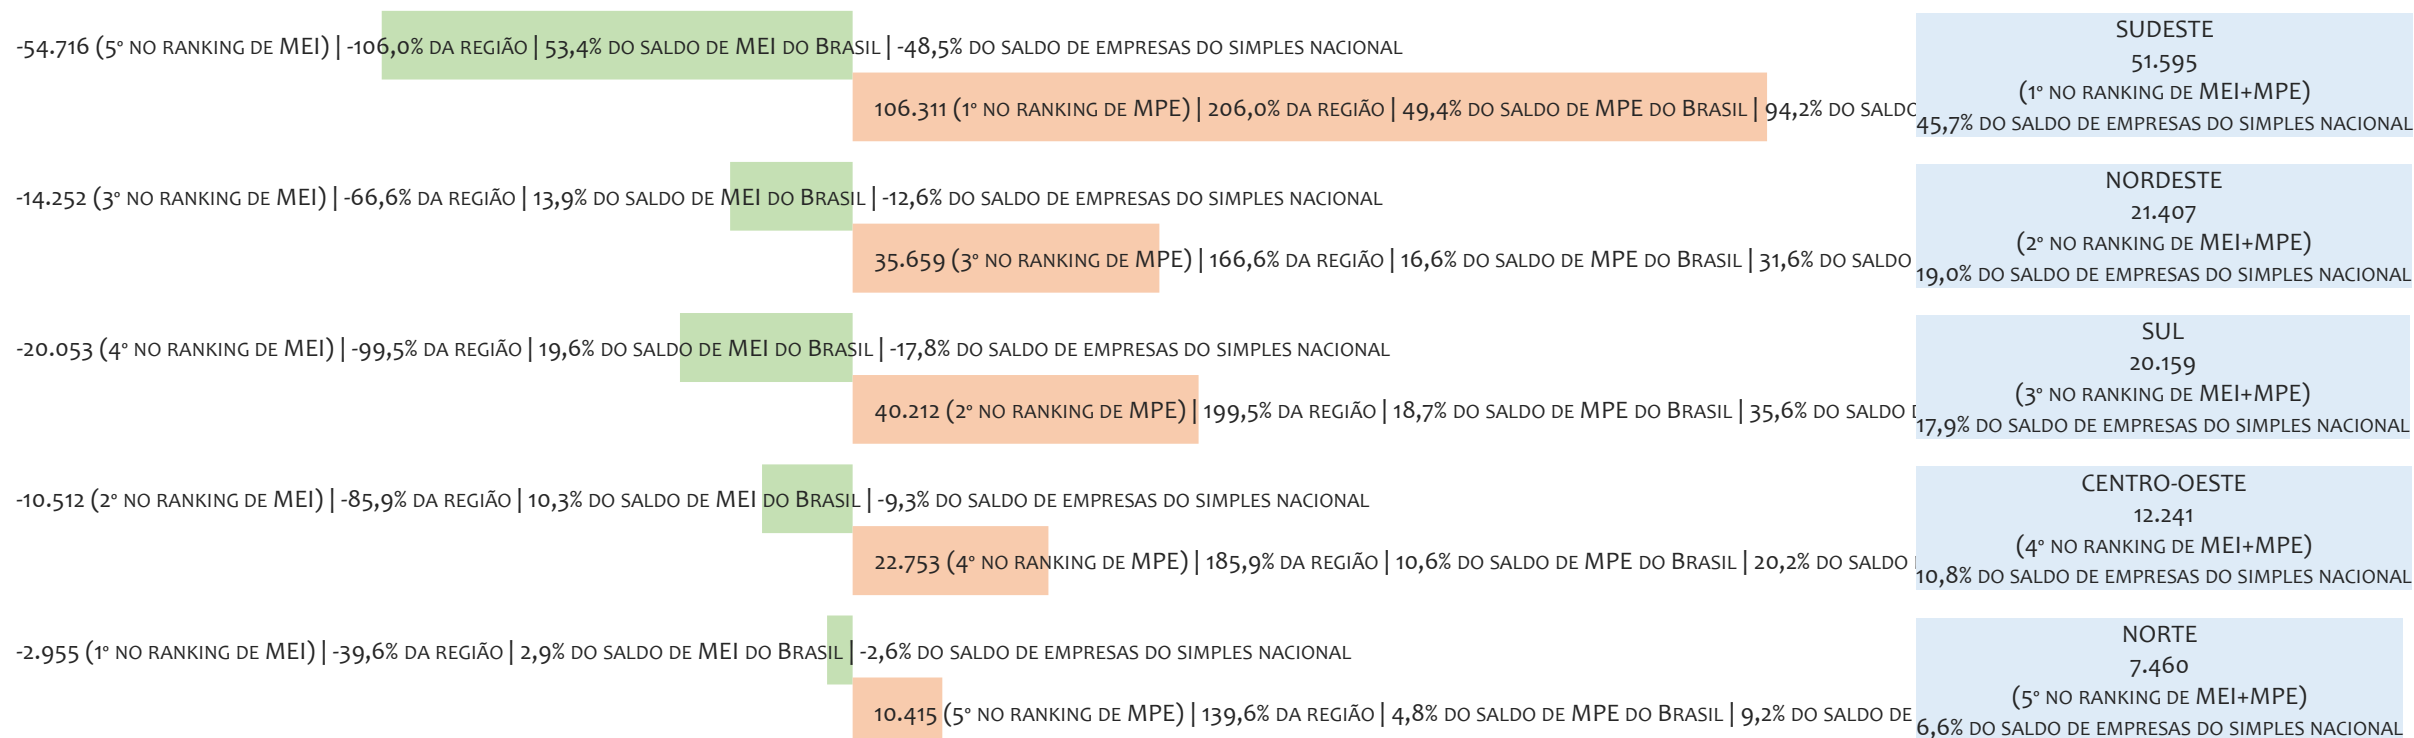 -54.716 (5º NO RANKING DE MEI) | -106,0% DA REGIÃO | 53,4% DO SALDO DE MEI DO BRASIL | -48,5% DO SALDO DE EMPRESAS DO SIMPLES NACIONAL
106.311 (1º NO RANKING DE MPE) | 206,0% DA REGIÃO | 49,4% DO SALDO DE MPE DO BRASIL | 94,2% DO SALDO
SUDESTE
51.595
(1º NO RANKING DE MEI+MPE)
45,7% DO SALDO DE EMPRESAS DO SIMPLES NACIONAL
-14.252 (3º NO RANKING DE MEI) | -66,6% DA REGIÃO | 13,9% DO SALDO DE MEI DO BRASIL | -12,6% DO SALDO DE EMPRESAS DO SIMPLES NACIONAL
35.659 (3º NO RANKING DE MPE) | 166,6% DA REGIÃO | 16,6% DO SALDO DE MPE DO BRASIL | 31,6% DO SALDO
NORDESTE
21.407
(2º NO RANKING DE MEI+MPE)
19,0% DO SALDO DE EMPRESAS DO SIMPLES NACIONAL
-20.053 (4º NO RANKING DE MEI) | -99,5% DA REGIÃO | 19,6% DO SALDO DE MEI DO BRASIL | -17,8% DO SALDO DE EMPRESAS DO SIMPLES NACIONAL
40.212 (2º NO RANKING DE MPE) | 199,5% DA REGIÃO | 18,7% DO SALDO DE MPE DO BRASIL | 35,6% DO SALDO
SUL
20.159
(3º NO RANKING DE MEI+MPE)
17,9% DO SALDO DE EMPRESAS DO SIMPLES NACIONAL
-10.512 (2º NO RANKING DE MEI) | -85,9% DA REGIÃO | 10,3% DO SALDO DE MEI DO BRASIL | -9,3% DO SALDO DE EMPRESAS DO SIMPLES NACIONAL
22.753 (4º NO RANKING DE MPE) | 185,9% DA REGIÃO | 10,6% DO SALDO DE MPE DO BRASIL | 20,2% DO SALDO
CENTRO-OESTE
12.241
(4º NO RANKING DE MEI+MPE)
10,8% DO SALDO DE EMPRESAS DO SIMPLES NACIONAL
-2.955 (1º NO RANKING DE MEI) | -39,6% DA REGIÃO | 2,9% DO SALDO DE MEI DO BRASIL | -2,6% DO SALDO DE EMPRESAS DO SIMPLES NACIONAL
10.415 (5º NO RANKING DE MPE) | 139,6% DA REGIÃO | 4,8% DO SALDO DE MPE DO BRASIL | 9,2% DO SALDO DE
NORTE
7.460
(5º NO RANKING DE MEI+MPE)
6,6% DO SALDO DE EMPRESAS DO SIMPLES NACIONAL